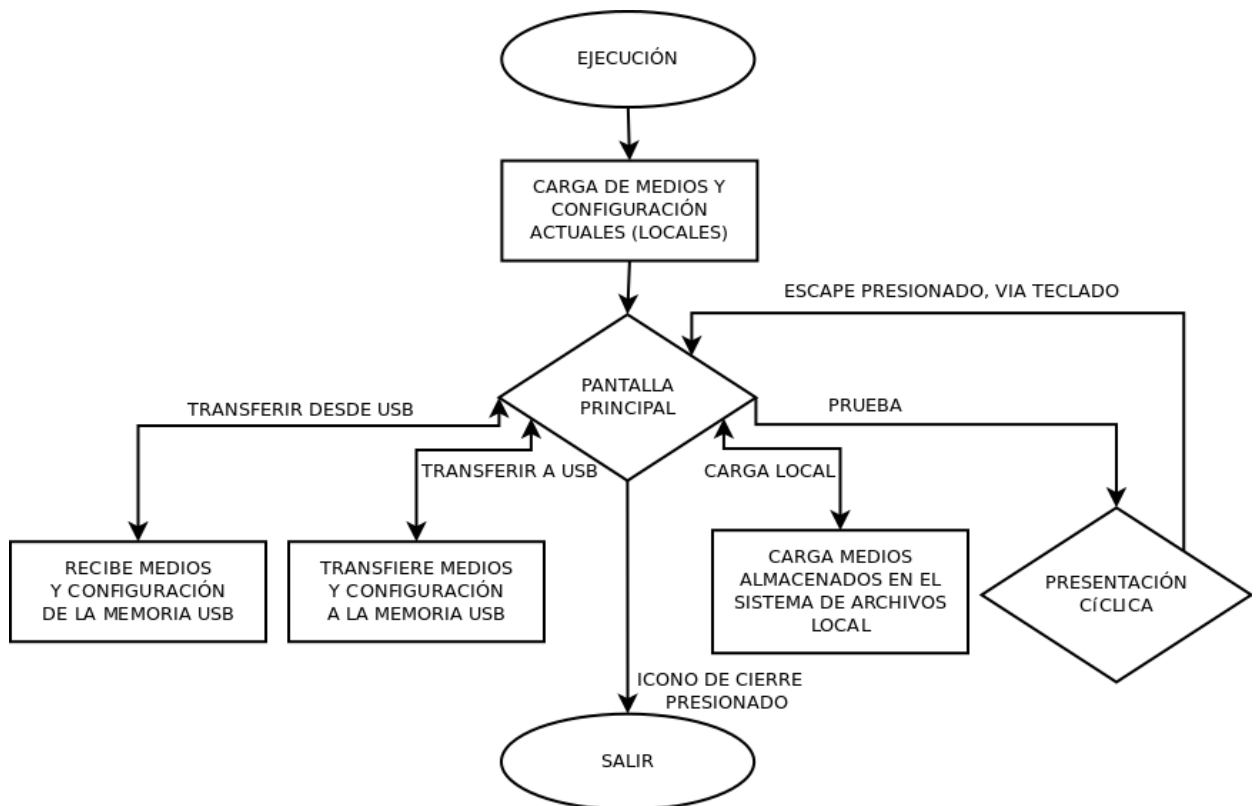 EJECUCIÓN
CARGA DE MEDIOS Y
CONFIGURACIÓN
ACTUALES (LOCALES)
ESCAPE PRESIONADO, VIA TECLADO
PANTALLA
PRINCIPAL
TRANSFERIR DESDE USB
PRUEBA
TRANSFERIR A USB
CARGA LOCAL
RECIBE MEDIOS
Y CONFIGURACIÓN
DE LA MEMORIA USB
TRANSFIERE MEDIOS
Y CONFIGURACIÓN
A LA MEMORIA USB
CARGA MEDIOS
ALMACENADOS EN EL
SISTEMA DE ARCHIVOS
LOCAL
PRESENTACIÓN
CíCLICA
ICONO DE CIERRE
PRESIONADO
SALIR